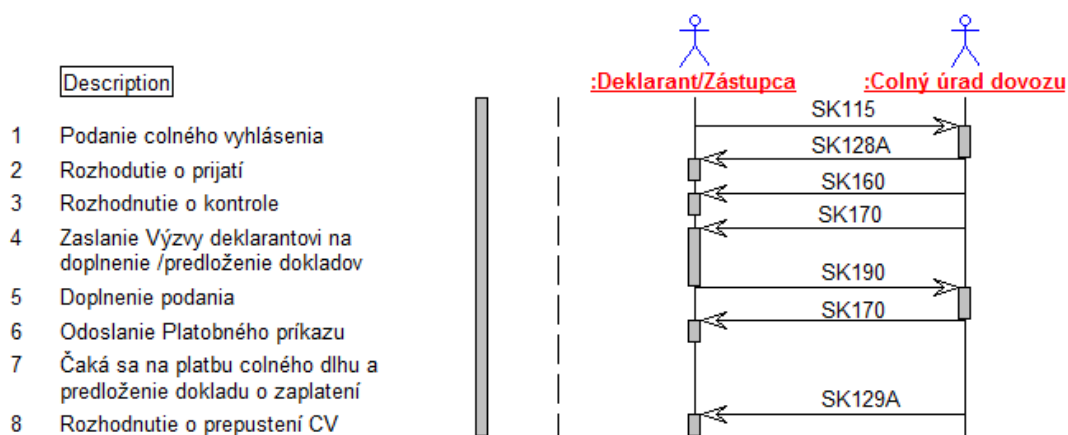 Description
:Deklarant/Zástupca
:Colný úrad dovozu
SK115
1 Podanie colného vyhlásenia
SK128A
2 Rozhodutie o prijatí
SK160
3 Rozhodnutie o kontrole
SK170
4 Zaslanie Výzvy deklarantovi na
doplnenie /predloženie dokladov
SK190
5 Doplnenie podania
SK170
6 Odoslanie Platobného príkazu
7 Čaká sa na platbu colného dlhu a
predloženie dokladu o zaplatení
SK129A
8 Rozhodnutie o prepustení CV